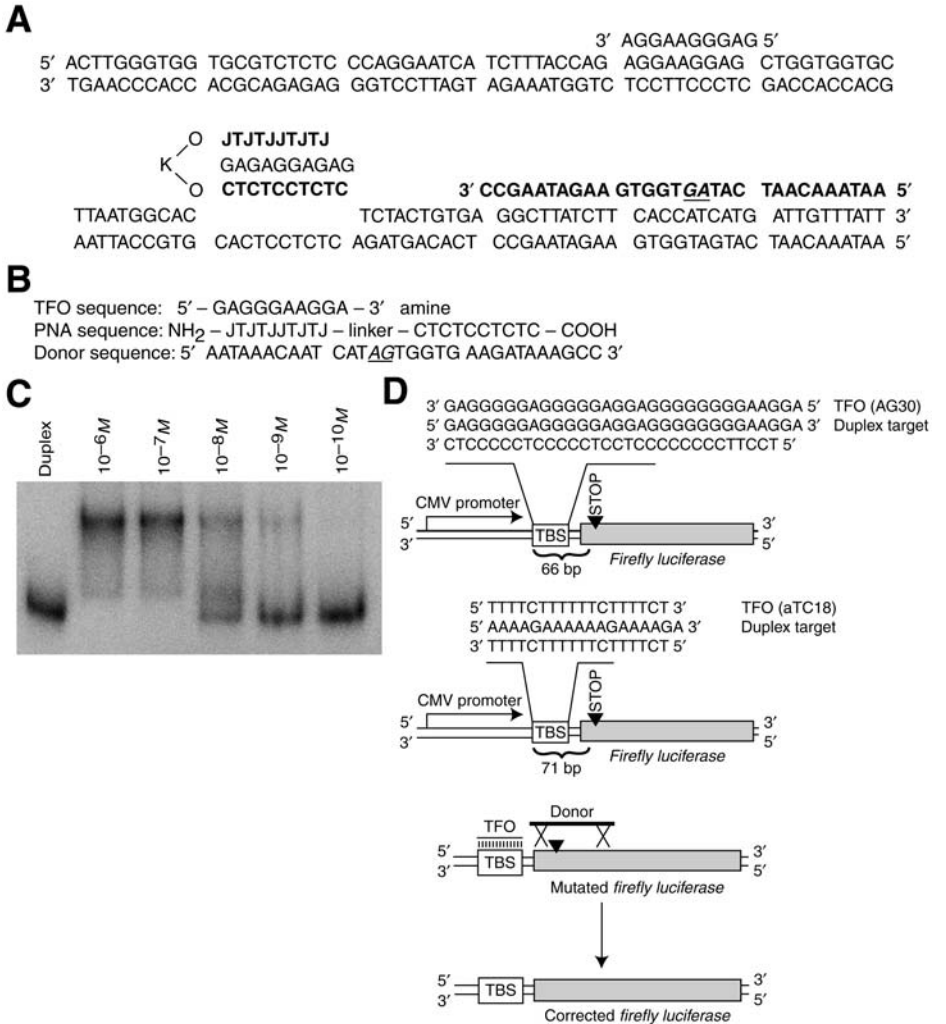 A
3′ AGGAAGGGAG 5′
5′ ACTTGGGTGG TGCGTCTCTC CCAGGAATCA TCTTTACCAG AGGAAGGGAG CTGGTGGTGC
3′ TGAACCCACC ACGCAGAGAG GGTCCTTAGT AGAAATGGTC TCCTTCCCTC GACCACCACG
O JTJTJJTJTJ
K GAGAGGAGAG
O CTCTCCTCTC 3′ CCGAATAGAA GTGGTGATAC TAACAAATAA 5′
TTAATGGCAC TCTACTGTGA GGCTTATCTT CACCATCATG ATTGTTTATT 3′
AATTACCGTG CACTCCTCTC AGATGACACT CCGAATAGAA GTGGTAGTAC TAACAAATAA 5′
B
TFO sequence: 5′ – GAGGGAAGGA – 3′ amine
PNA sequence: NH2 – JTJTJJTJTJ – linker – CTCTCCTCTC – COOH
Donor sequence: 5′ AATAAACAAT CATAGTGGTG AAGATAAAGCC 3′
C
Duplex
10–6M
10–7M
10–8M
10–9M
10–10M
D
3′ GAGGGGGAGGGGGAGGAGGGGGGGGAAGGA 5′ TFO (AG30)
5′ GAGGGGGAGGGGGAGGAGGGGGGGGAAGGA 3′ Duplex target
3′ CTCCCCCTCCCCCTCCTCCCCCCCCTTCCT 5′
CMV promoter
STOP
5′ 3′
TBS
3′ 5′
Firefly luciferase
66 bp
5′ TTTTCTTTTTTCTTTTCT 3′ TFO (aTC18)
5′ AAAAGAAAAAAGAAAAGA 3′ Duplex target
3′ TTTTCTTTTTTCTTTTCT 5′
CMV promoter
STOP
5′ 3′
TBS
3′ 5′
Firefly luciferase
71 bp
Donor
TFO
5′ 3′
TBS
3′ 5′
Mutated firefly luciferase
5′ 3′
TBS
3′ 5′
Corrected firefly luciferase